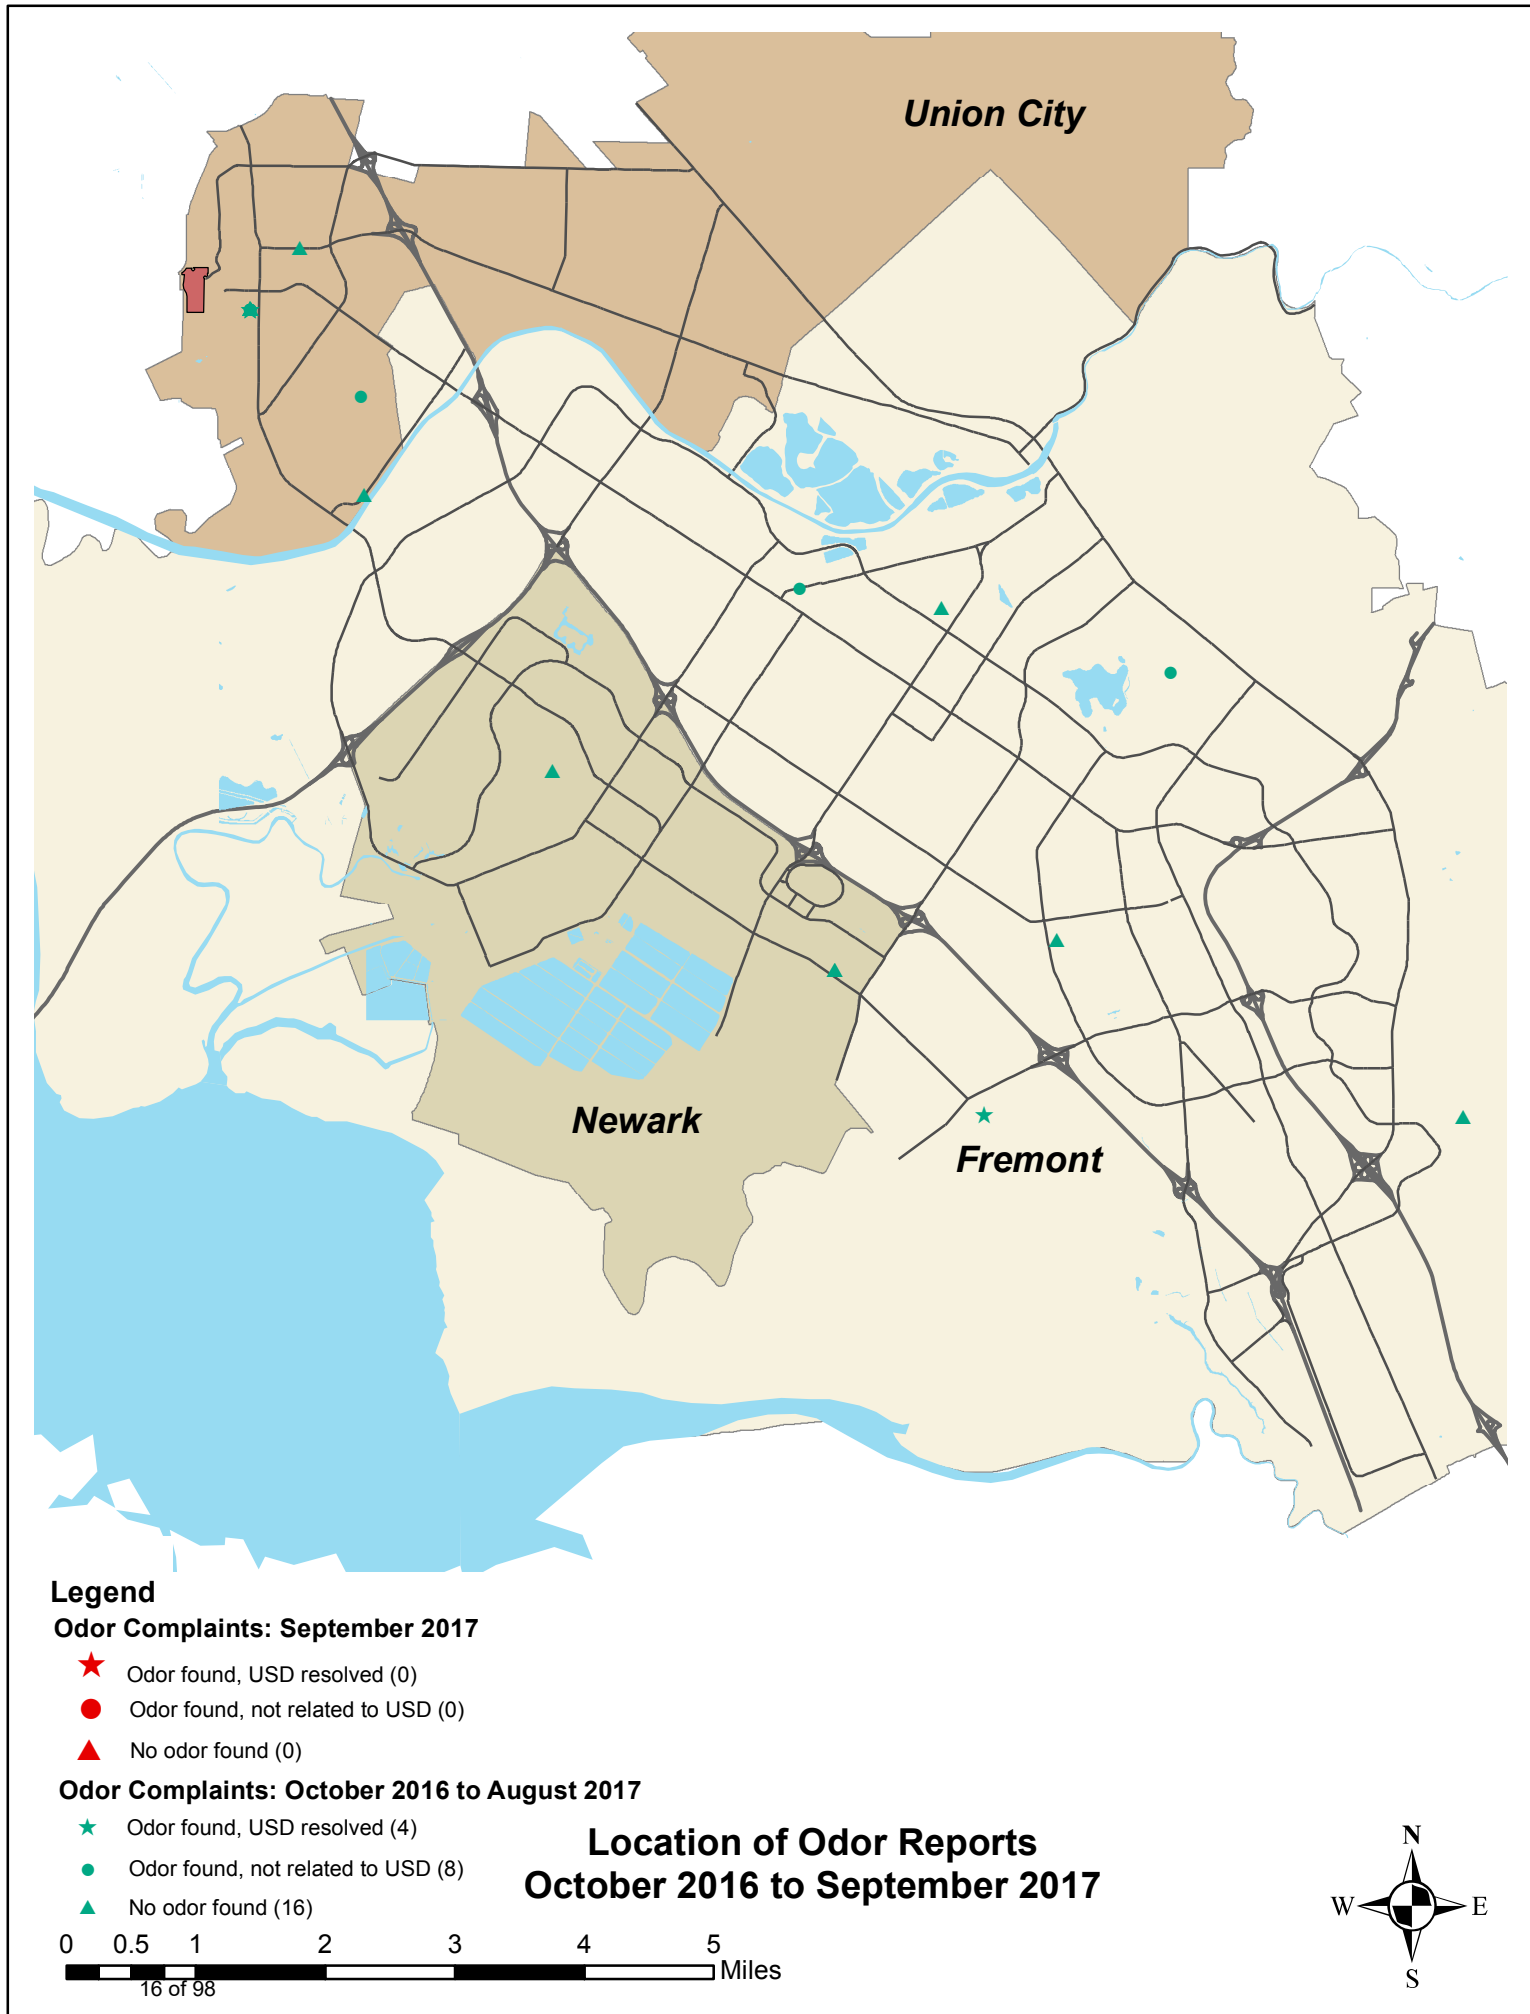 Union City
Newark
Fremont
Legend
Odor Complaints: September 2017
Odor found, USD resolved (0)
Odor found, not related to USD (0)
No odor found (0)
Odor Complaints: October 2016 to August 2017
Odor found, USD resolved (4)
Odor found, not related to USD (8)
No odor found (16)
Location of Odor Reports
October 2016 to September 2017
N
W E
S
0 0.5 1 2 3 4 5
Miles
16 of 98